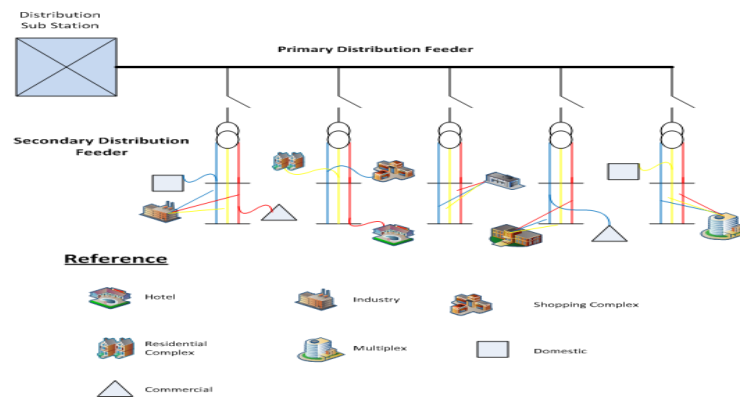 Distribution
Sub Station
Primary Distribution Feeder
Secondary Distribution
Feeder
Reference
Hotel
Industry
Shopping Complex
Residential
Complex
Multiplex
Domestic
Commercial